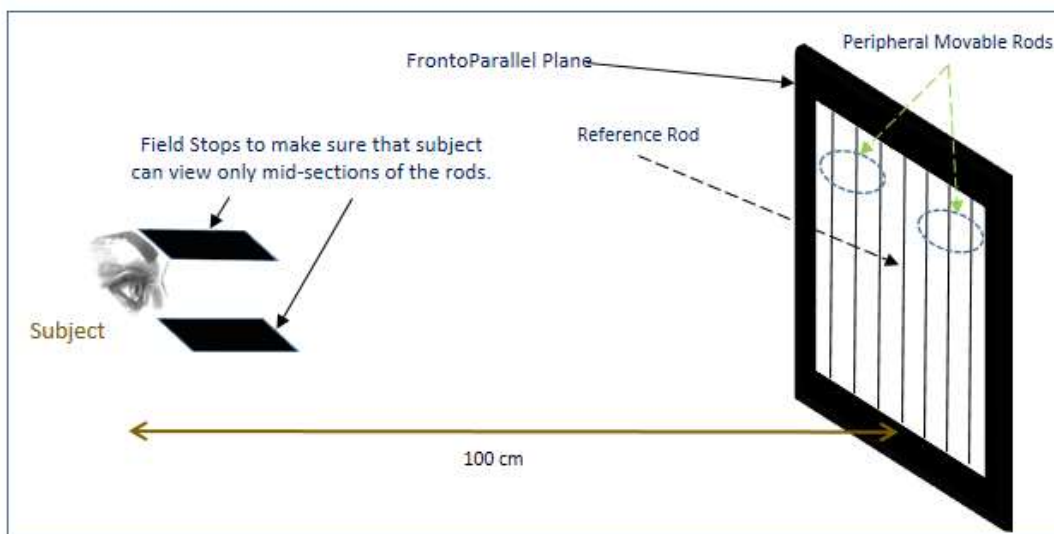 Peripheral Movable Rods
FrontoParallel Plane
Reference Rod
Field Stops to make sure that subject
can view only mid-sections of the rods.
Subject
100 cm